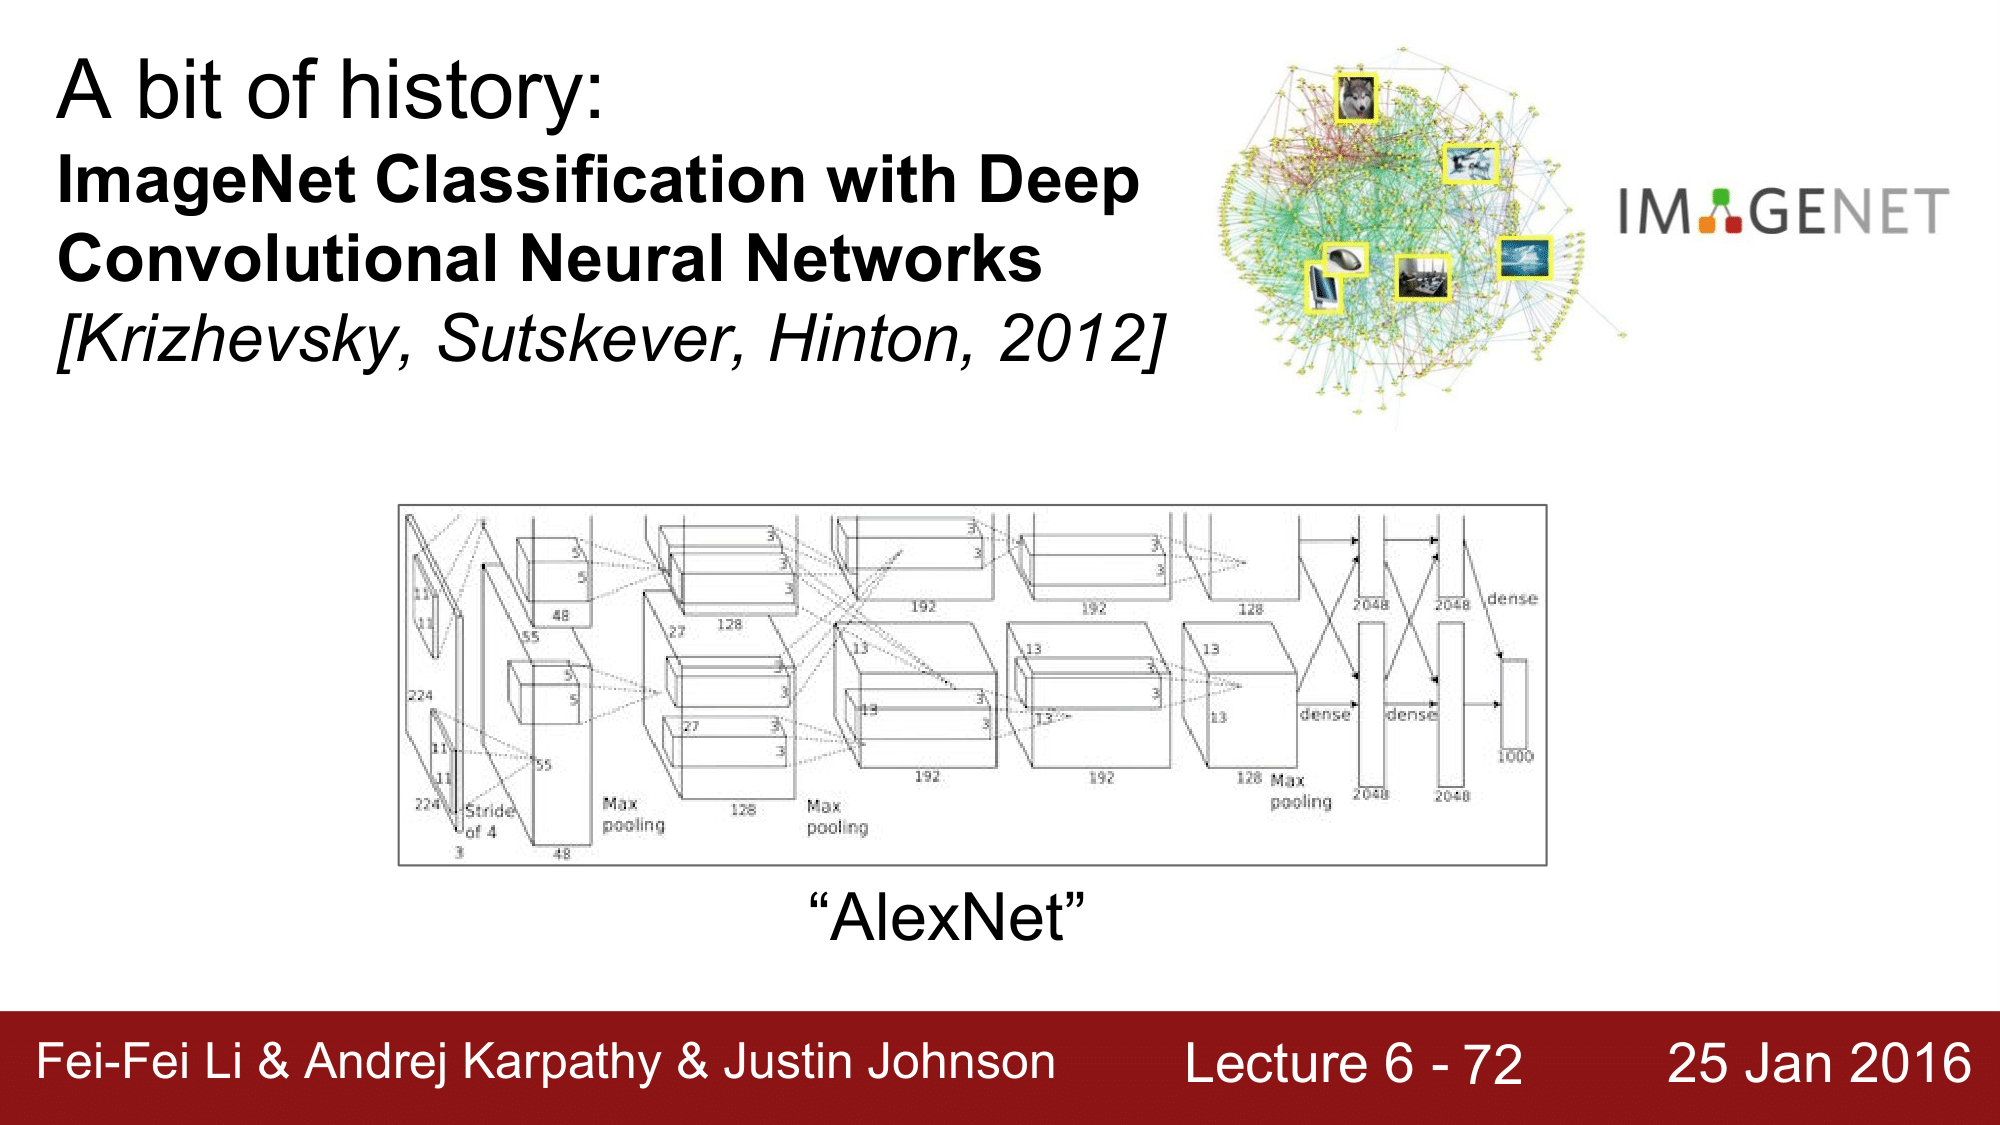 A bit of history:
ImageNet Classification with Deep
Convolutional Neural Networks
[Krizhevsky, Sutskever, Hinton, 2012]
IMAGENET
11
11
224
11
11
224
3
Stride
of 4
5
5
48
55
5
5
55
48
Max
pooling
3
3
3
3
128
27
3
3
27
3
3
128
Max
pooling
3
3
192
13
3
3
13
192
3
3
192
13
3
3
13
192
128
13
13
128
Max
pooling
dense
2048
2048
dense
dense
2048
2048
1000
“AlexNet”
Fei-Fei Li & Andrej Karpathy & Justin Johnson
Lecture 6 - 72
25 Jan 2016